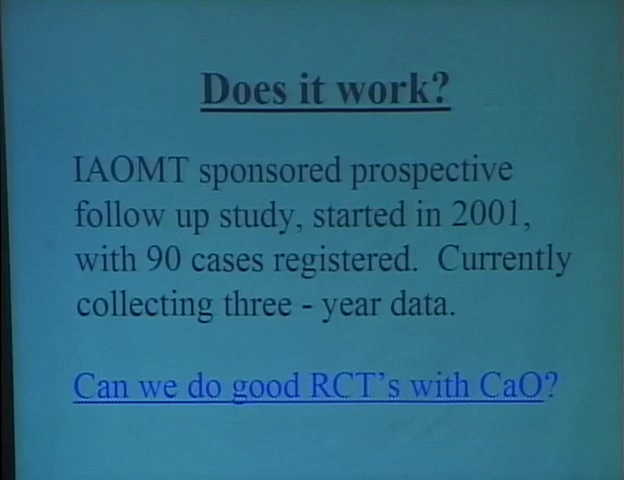 Does it work?
IAOMT sponsored prospective
follow up study, started in 2001,
with 90 cases registered. Currently
collecting three - year data.
Can we do good RCT's with CaO?